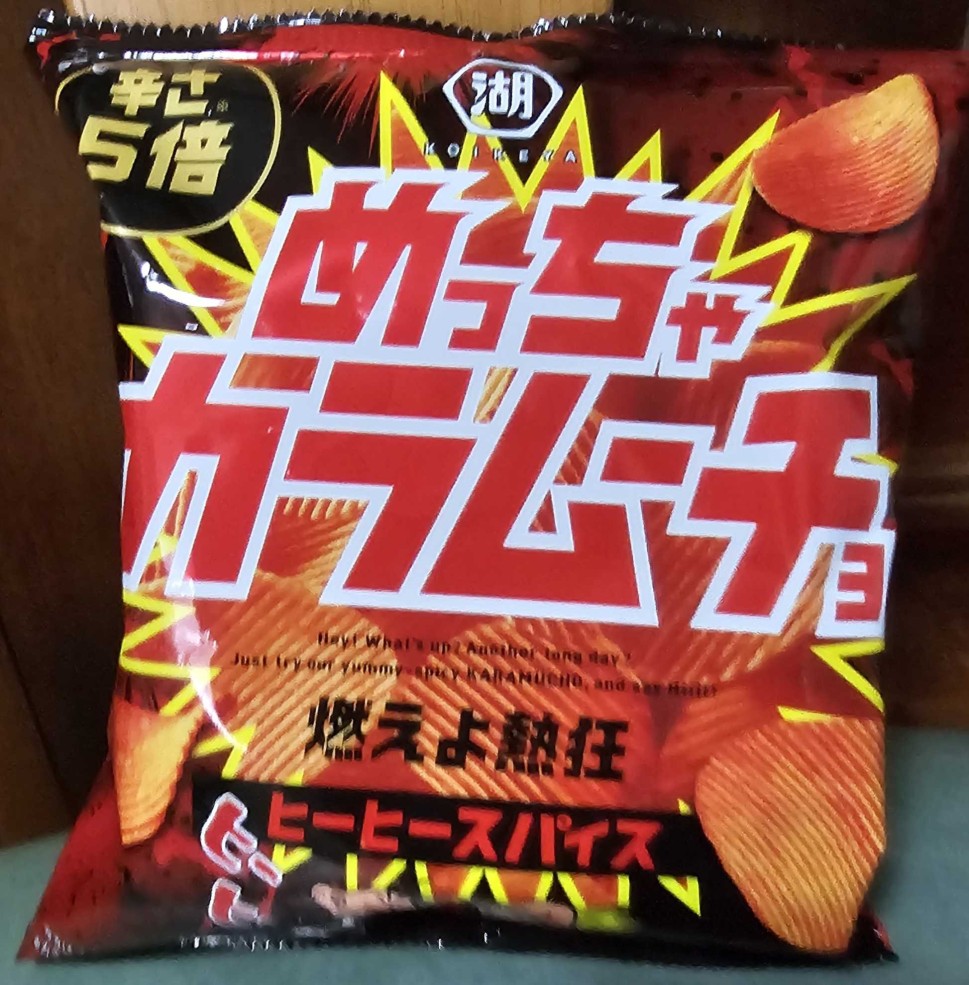 辛さ※
5倍
湖
KOIKEYA
めっちゃ
カラムーチョ
Hey! What's up? Another long day?
Just try our yummy-spicy KARAMUCHO, and say Hee!!
燃えよ熱狂
ヒーヒースパイス